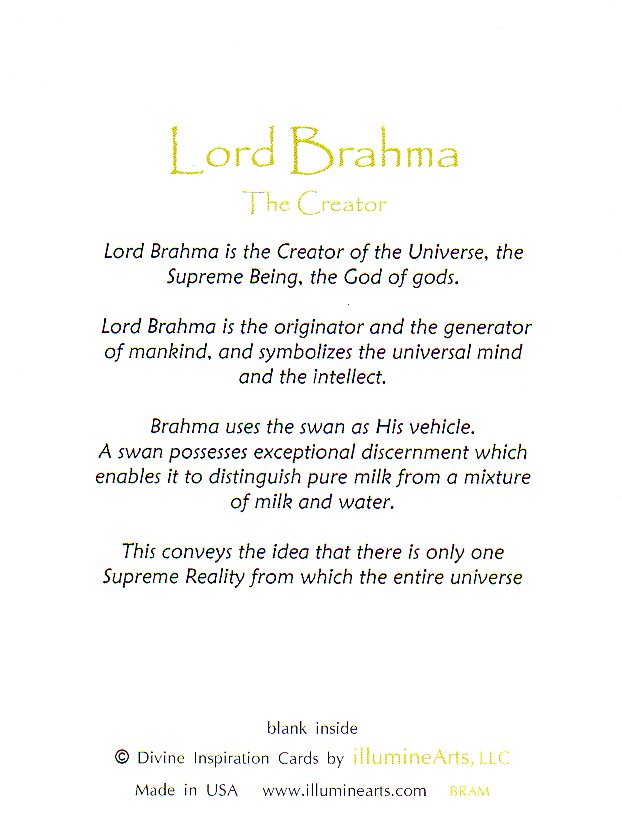 Lord Brahma
The Creator
Lord Brahma is the Creator of the Universe, the
Supreme Being, the God of gods.
Lord Brahma is the originator and the generator
of mankind, and symbolizes the universal mind
and the intellect.
Brahma uses the swan as His vehicle.
A swan possesses exceptional discernment which
enables it to distinguish pure milk from a mixture
of milk and water.
This conveys the idea that there is only one
Supreme Reality from which the entire universe
blank inside
© Divine Inspiration Cards by illumineArts, LLC
Made in USA www.illuminearts.com BRAM